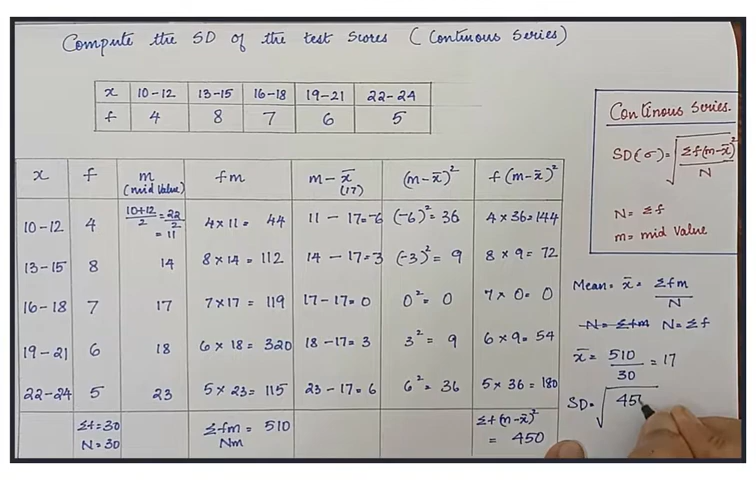 Compute the SD of the test Scores (Continuous Series)
x 10-12 13-15 16-18 19-21 22-24
f 4 8 7 6 5
Continous Series.
SD(σ) = √Σf(m-x̄)²/N
N = Σf
m = mid Value
x f m (mid value) fm m - x̄ (17) (m-x̄)² f(m-x̄)²
10-12 4 10+12/2 = 22/2 = 11 4×11 = 44 11-17=-6 (-6)² = 36 4×36=144
13-15 8 14 8×14 = 112 14-17=3 (-3)² = 9 8×9=72
16-18 7 17 7×17 = 119 17-17=0 0² = 0 7×0=0
19-21 6 18 6×18 = 320 18-17=3 3² = 9 6×9=54
22-24 5 23 5×23 = 115 23-17=6 6² = 36 5×36=180
Σf=30 Σfm = 510 Σf(m-x̄)²
N=30 Nm = 450
Mean = x̄ = Σfm/N
N = Σfm N = Σf
x̄ = 510/30 = 17
SD = √45